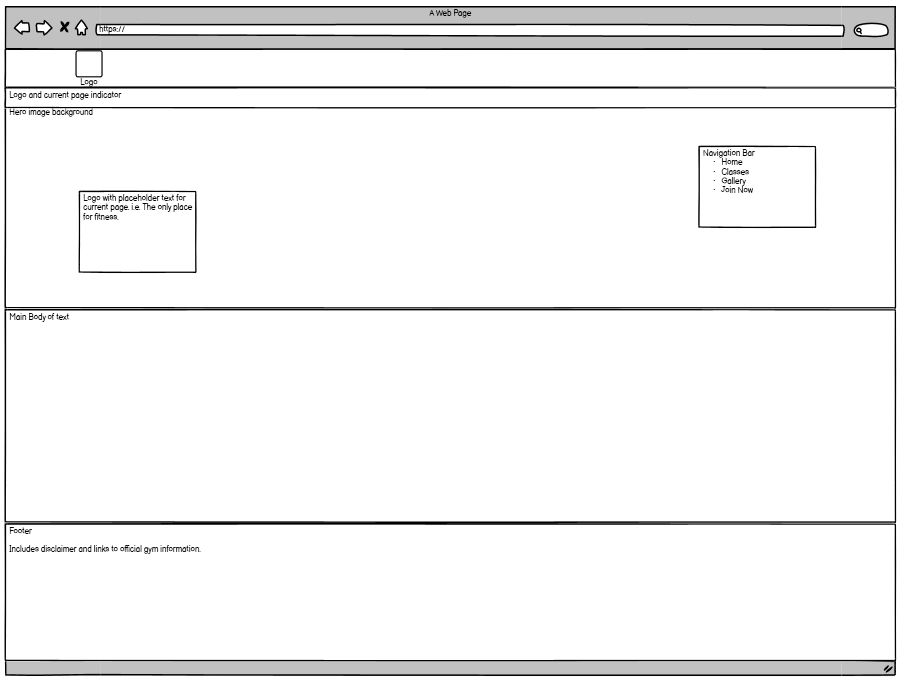 A Web Page
https://
Logo
Logo and current page indicator
Hero image background
Navigation Bar
· Home
· Classes
· Gallery
· Join Now
Logo with placeholder text for
current page. i.e. The only place
for fitness.
Main Body of text
Footer
Includes disclaimer and links to official gym information.